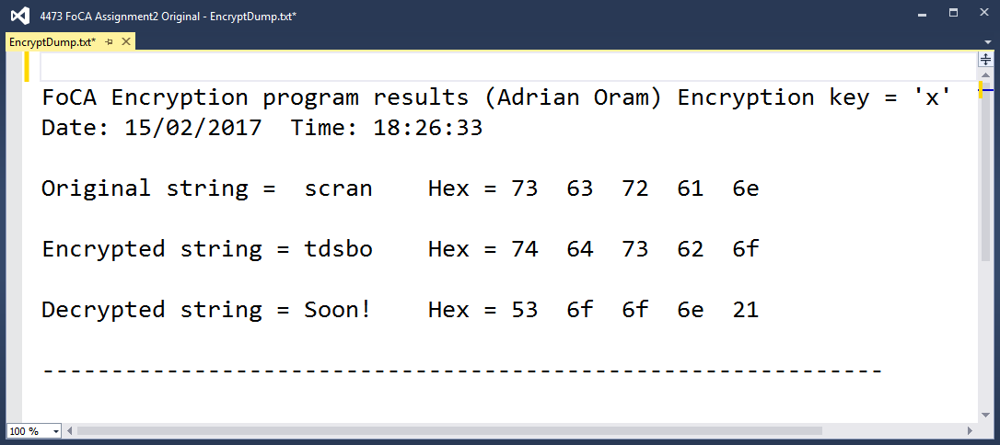 4473 FoCA Assignment2 Original - EncryptDump.txt*
EncryptDump.txt*
FoCA Encryption program results (Adrian Oram) Encryption key = 'x'
Date: 15/02/2017  Time: 18:26:33
Original string =  scran    Hex = 73  63  72  61  6e
Encrypted string = tdsbo    Hex = 74  64  73  62  6f
Decrypted string = Soon!    Hex = 53  6f  6f  6e  21
-------------------------------------------------------------
100 %